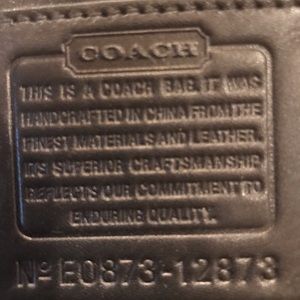 COACH
THIS IS A COACH BAG. IT WAS
HANDCRAFTED IN CHINA FROM THE
FINEST MATERIALS AND LEATHER.
ITS SUPERIOR CRAFTSMANSHIP
REFLECTS OUR COMMITMENT TO
ENDURING QUALITY.
Nº E0873-12873